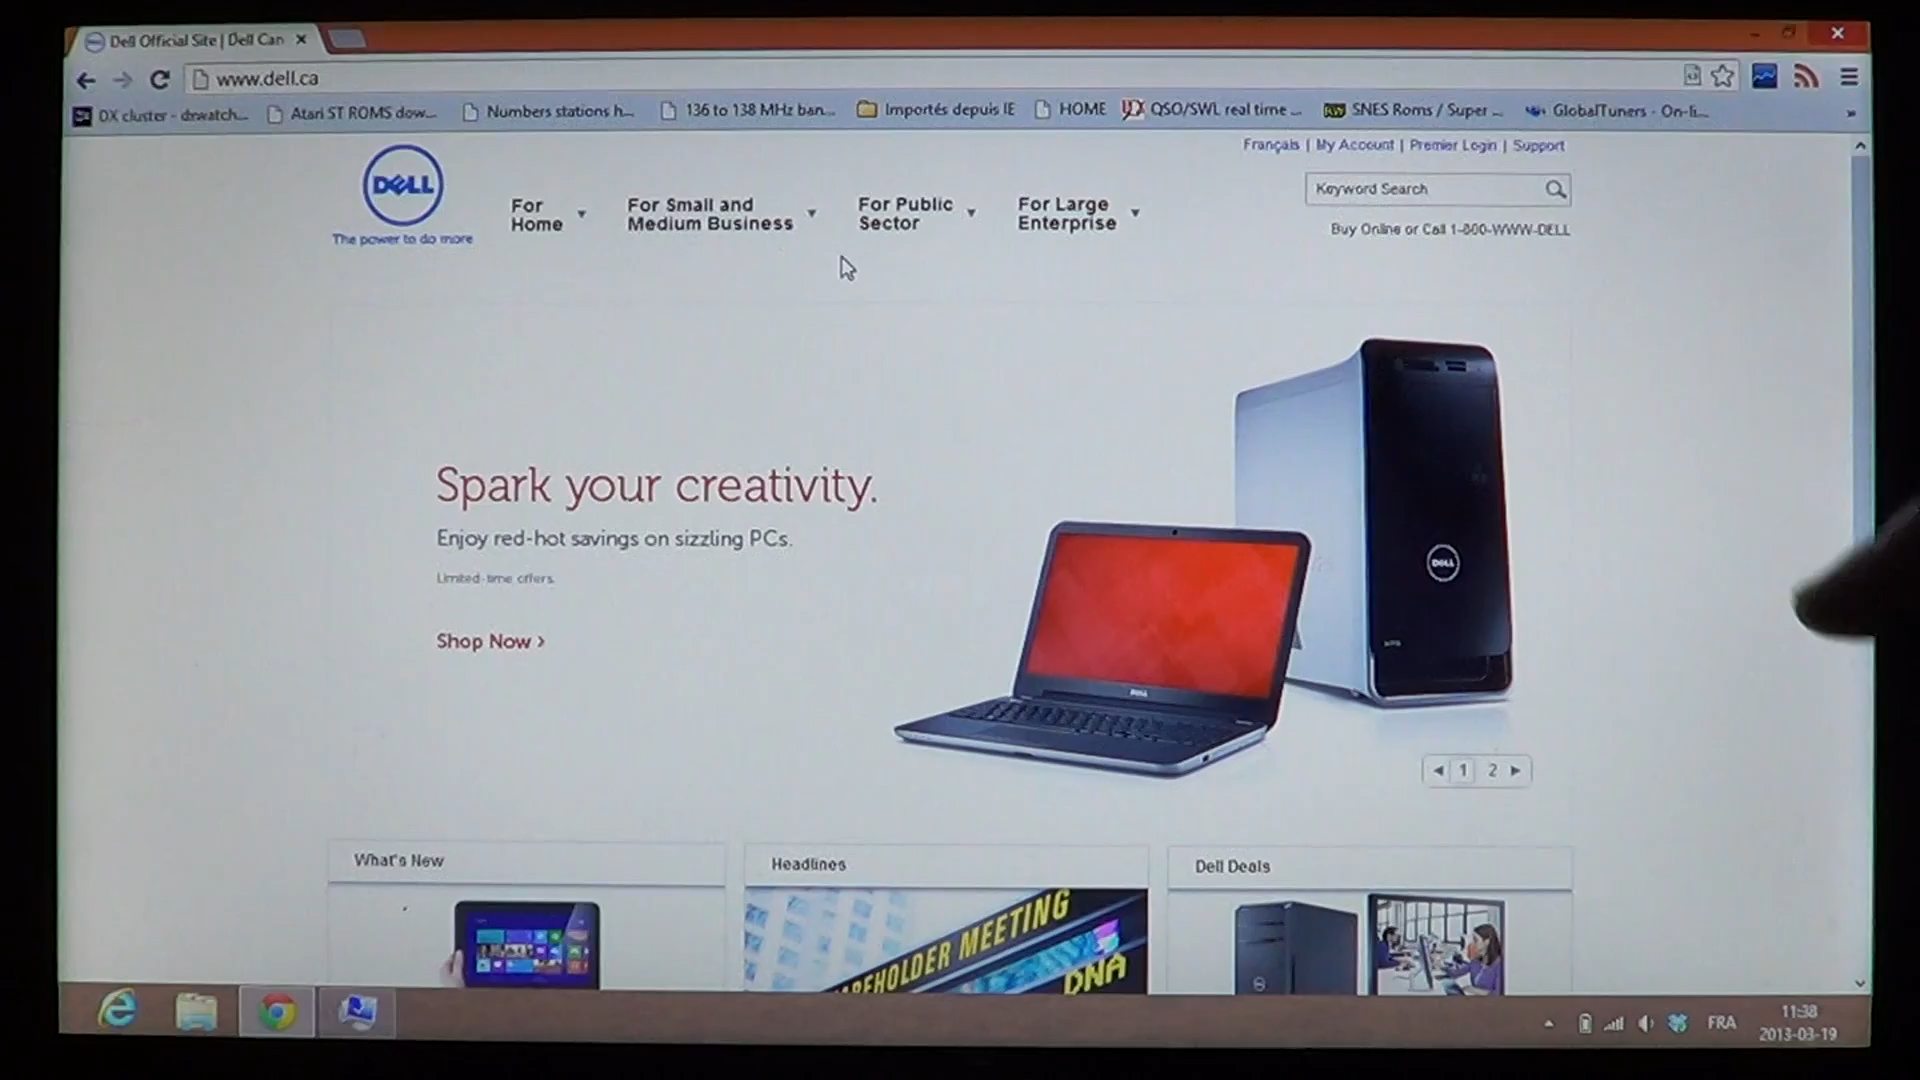 Dell Official Site | Dell Can
www.dell.ca
DX cluster - dxwatch...
Atari ST ROMS dow...
Numbers stations h...
136 to 138 MHz ban...
Importés depuis IE
HOME
QSO/SWL real time ...
SNES Roms / Super ...
GlobalTuners - On-li...
Français | My Account | Premier Login | Support
DELL
The power to do more
For Home
For Small and Medium Business
For Public Sector
For Large Enterprise
Keyword Search
Buy Online or Call 1-800-WWW-DELL
Spark your creativity.
Enjoy red-hot savings on sizzling PCs.
Limited-time offers.
Shop Now >
DELL
DELL
1 2
What's New
Headlines
Dell Deals
AREHOLDER MEETING
DNA
FRA
11:38
2013-03-19